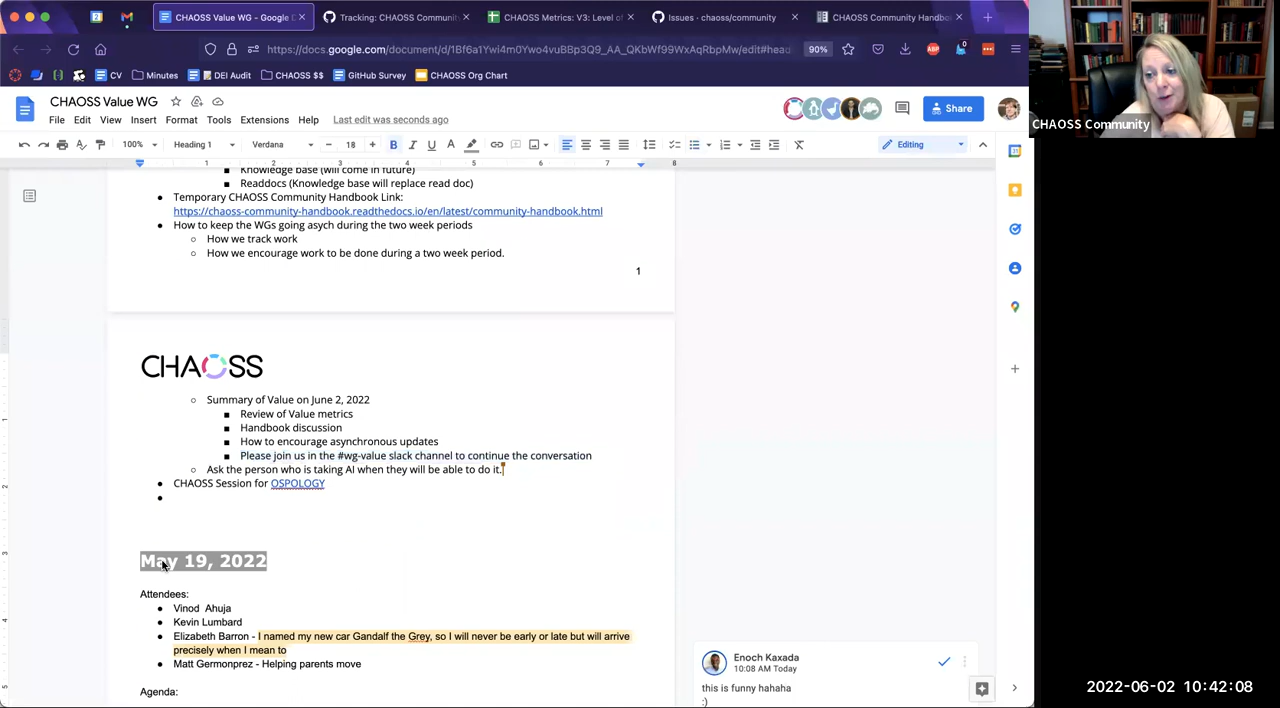 CHAOSS Value WG - Google D
Tracking: CHAOSS Communit
CHAOSS Metrics: V3: Level of
Issues · chaoss/community
CHAOSS Community Handbo
https://docs.google.com/document/d/1Bf6a1Ywi4m0Ywo4vuBBp3Q9_AA_QKbWf99WxAqRbpMw/edit#head
90%
ABP
0
CV
Minutes
DEI Audit
CHAOSS $$
GitHub Survey
CHAOSS Org Chart
CHAOSS Value WG
File Edit View Insert Format Tools Extensions Help Last edit was seconds ago
Share
100% Heading 1 Verdana 18 Editing
1 2 3 4 5 6 7 8
Knowledge base (will come in future)
Readdocs (Knowledge base will replace read doc)
Temporary CHAOSS Community Handbook Link:
https://chaoss-community-handbook.readthedocs.io/en/latest/community-handbook.html
How to keep the WGs going asych during the two week periods
How we track work
How we encourage work to be done during a two week period.
1
CHAOSS
Summary of Value on June 2, 2022
Review of Value metrics
Handbook discussion
How to encourage asynchronous updates
Please join us in the #wg-value slack channel to continue the conversation
Ask the person who is taking AI when they will be able to do it.
CHAOSS Session for OSPOLOGY
May 19, 2022
Attendees:
Vinod Ahuja
Kevin Lumbard
Elizabeth Barron - I named my new car Gandalf the Grey, so I will never be early or late but will arrive
precisely when I mean to
Matt Germonprez - Helping parents move
Agenda:
Enoch Kaxada
10:08 AM Today
this is funny hahaha
:)
CHAOSS Community
2022-06-02 10:42:08